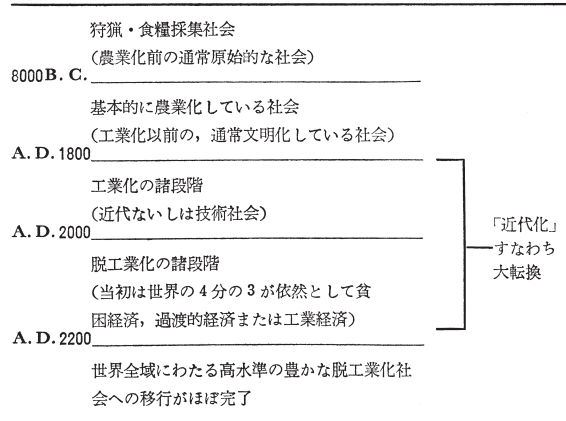 狩猟・食糧採集社会
(農業化前の通常原始的な社会)
8000B. C.
基本的に農業化している社会
(工業化以前の，通常文明化している社会)
A. D. 1800
工業化の諸段階
(近代ないしは技術社会)
A. D. 2000
「近代化」
すなわち
大転換
脱工業化の諸段階
(当初は世界の4分の3が依然として貧
困経済，過渡的経済または工業経済)
A. D. 2200
世界全域にわたる高水準の豊かな脱工業化社
会への移行がほぼ完了